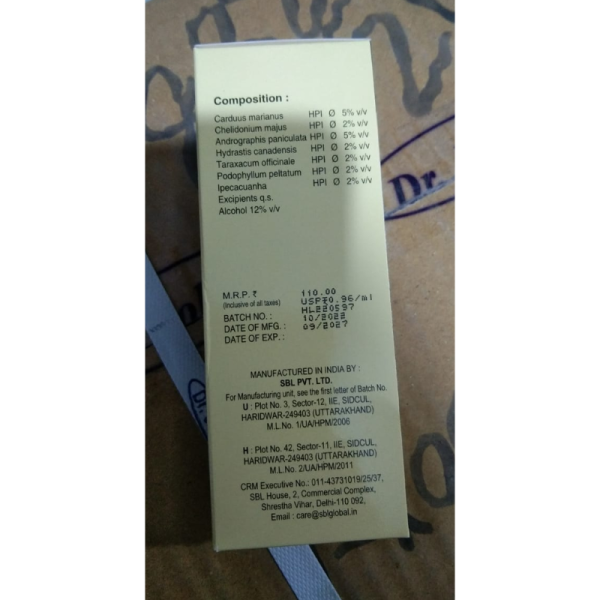 Composition :
Carduus marianus HPI Ø 5% v/v
Chelidonium majus HPI Ø 2% v/v
Andrographis paniculata HPI Ø 5% v/v
Hydrastis canadensis HPI Ø 2% v/v
Taraxacum officinale HPI Ø 2% v/v
Podophyllum peltatum HPI Ø 2% v/v
Ipecacuanha HPI Ø 2% v/v
Excipients q.s.
Alcohol 12% v/v
Dr.
M.R.P. ₹ 110.00
(Inclusive of all taxes) USP₹0.96/ml
BATCH NO. : HL220597
DATE OF MFG. : 10/2022
DATE OF EXP. : 09/2027
MANUFACTURED IN INDIA BY :
SBL PVT. LTD.
For Manufacturing unit, see the first letter of Batch No.
U : Plot No. 3, Sector-12, IIE, SIDCUL,
HARIDWAR-249403 (UTTARAKHAND)
M.L.No. 1/UA/HPM/2006
H : Plot No. 42, Sector-11, IIE, SIDCUL,
HARIDWAR-249403 (UTTARAKHAND)
M.L.No. 2/UA/HPM/2011
CRM Executive No.: 011-43731019/25/37,
SBL House, 2, Commercial Complex,
Shrestha Vihar, Delhi-110 092,
Email : care@sblglobal.in
Dr.